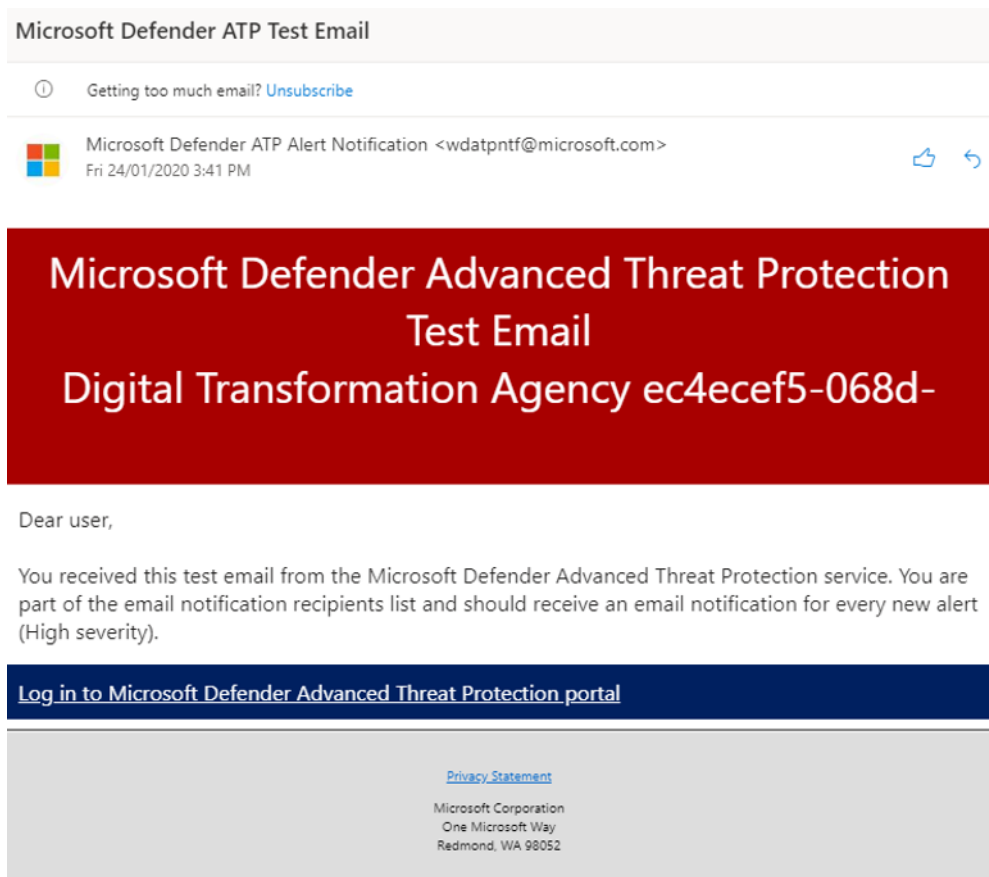 Microsoft Defender ATP Test Email
Getting too much email? Unsubscribe
Microsoft Defender ATP Alert Notification <wdatpntf@microsoft.com>
Fri 24/01/2020 3:41 PM
Microsoft Defender Advanced Threat Protection
Test Email
Digital Transformation Agency ec4ecef5-068d-
Dear user,
You received this test email from the Microsoft Defender Advanced Threat Protection service. You are
part of the email notification recipients list and should receive an email notification for every new alert
(High severity).
Log in to Microsoft Defender Advanced Threat Protection portal
Privacy Statement
Microsoft Corporation
One Microsoft Way
Redmond, WA 98052